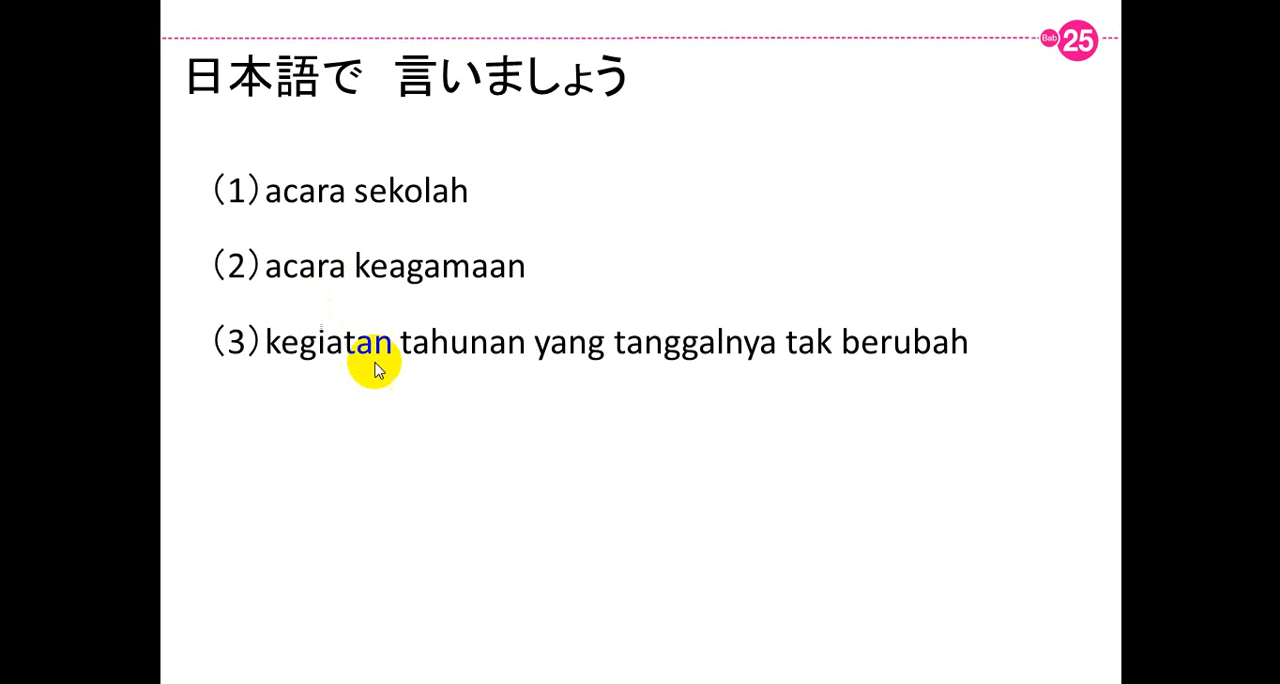 Bab 25
日本語で 言いましょう
(1)acara sekolah
(2)acara keagamaan
(3)kegiatan tahunan yang tanggalnya tak berubah